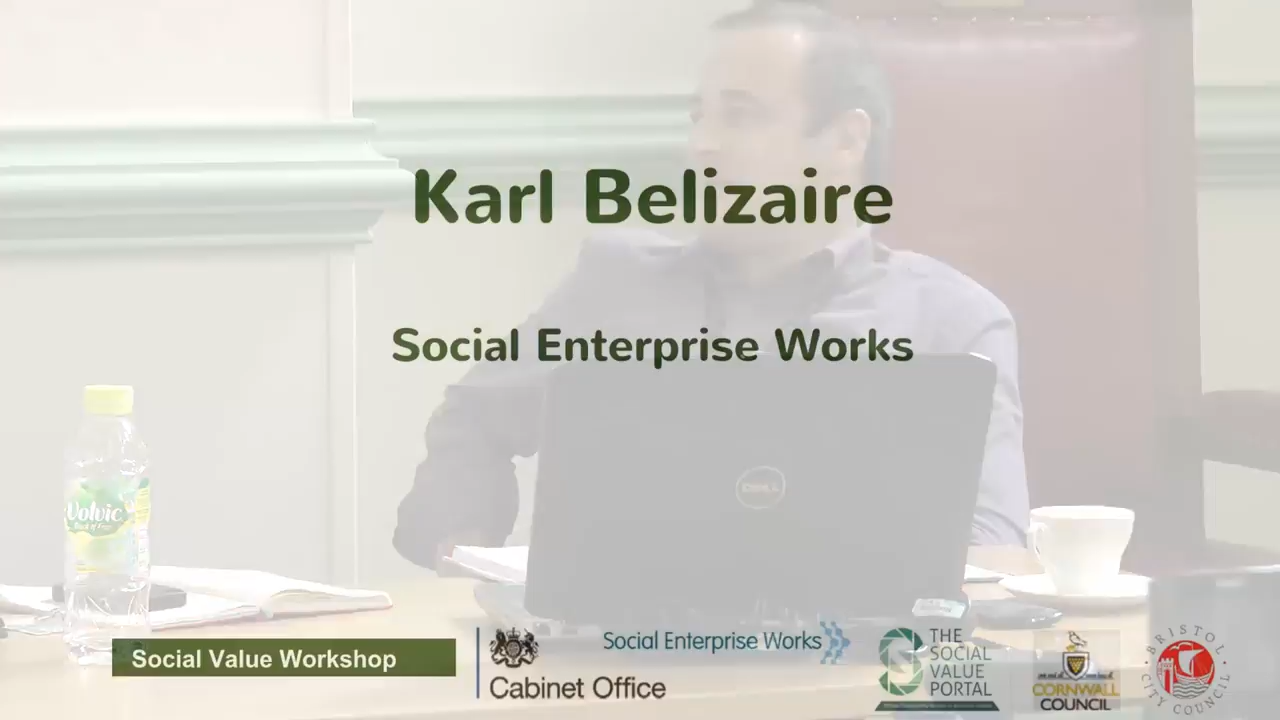 Karl Belizaire
Social Enterprise Works
DELL
Volvic
Social Value Workshop
Social Enterprise Works
Cabinet Office
THE
SOCIAL
VALUE
PORTAL
CORNWALL
COUNCIL
BRISTOL
CITY COUNCIL